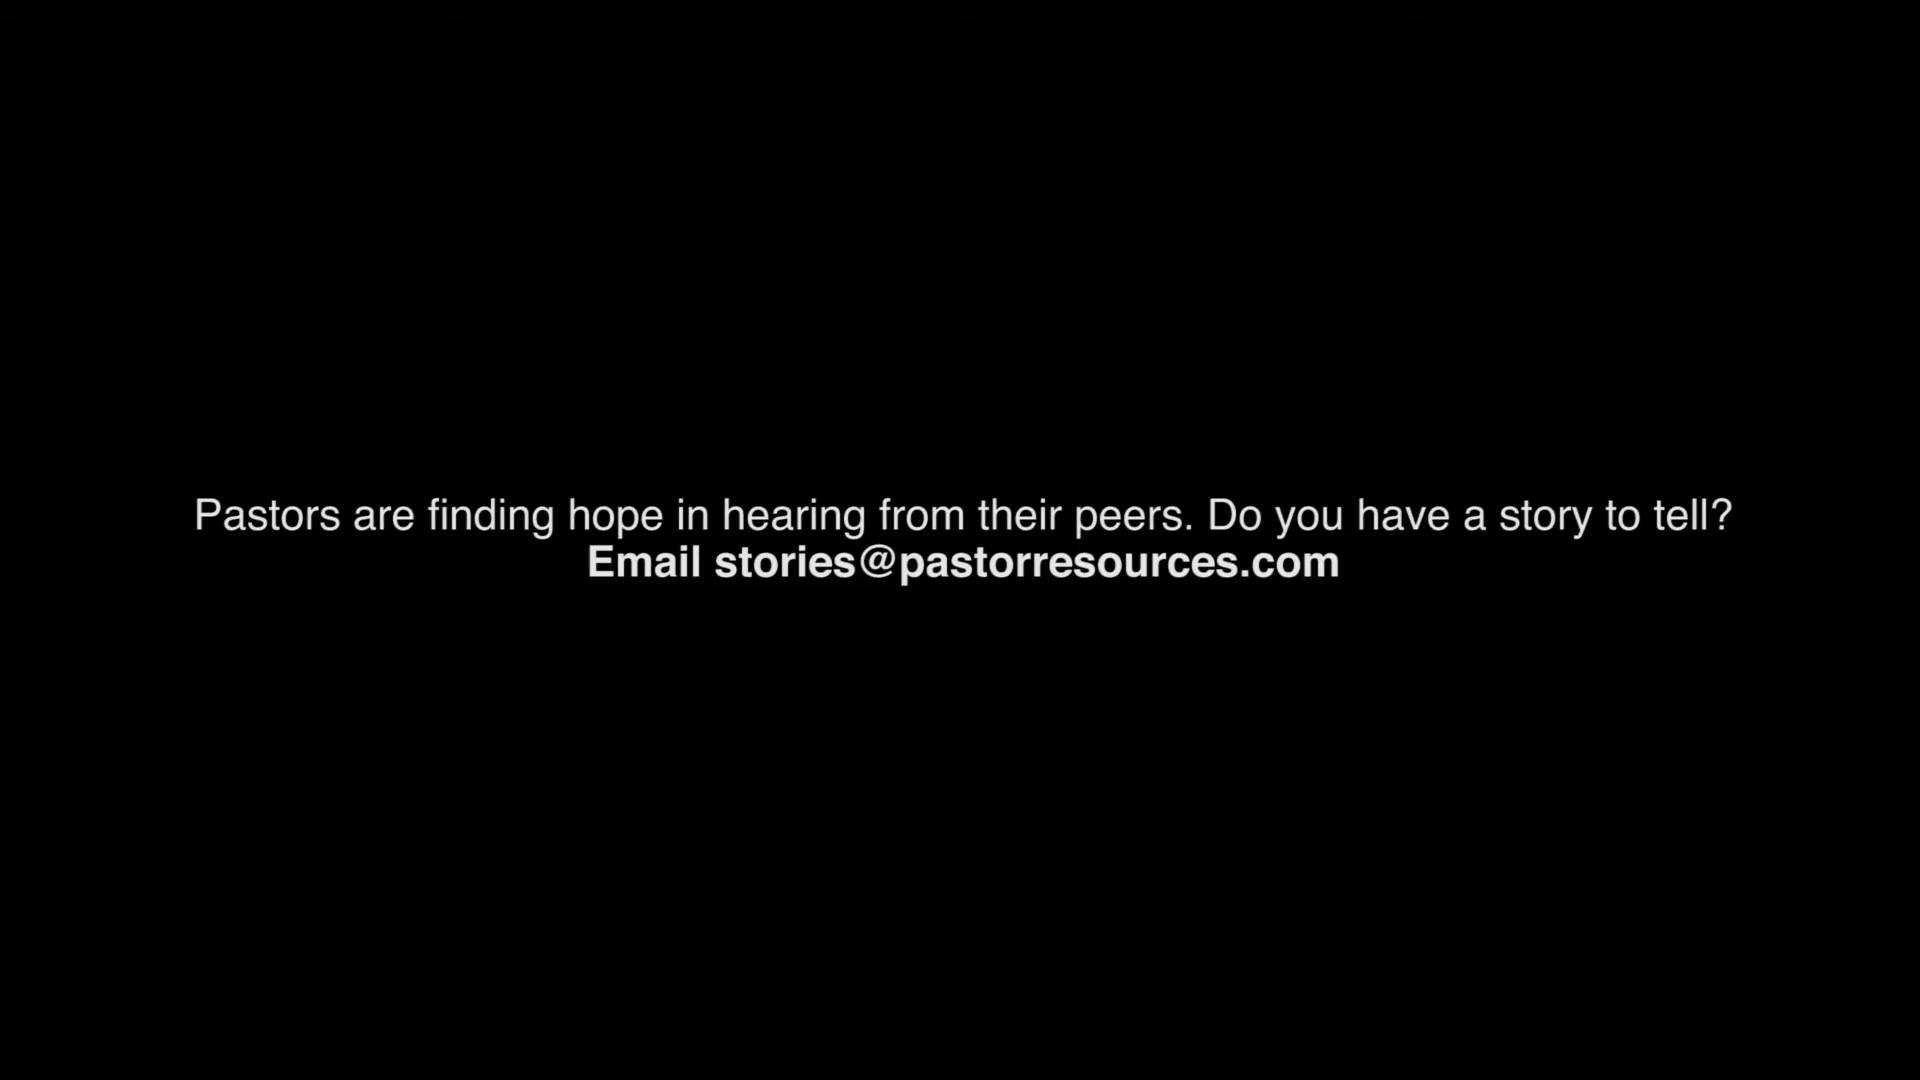 Pastors are finding hope in hearing from their peers. Do you have a story to tell?
Email stories@pastorresources.com